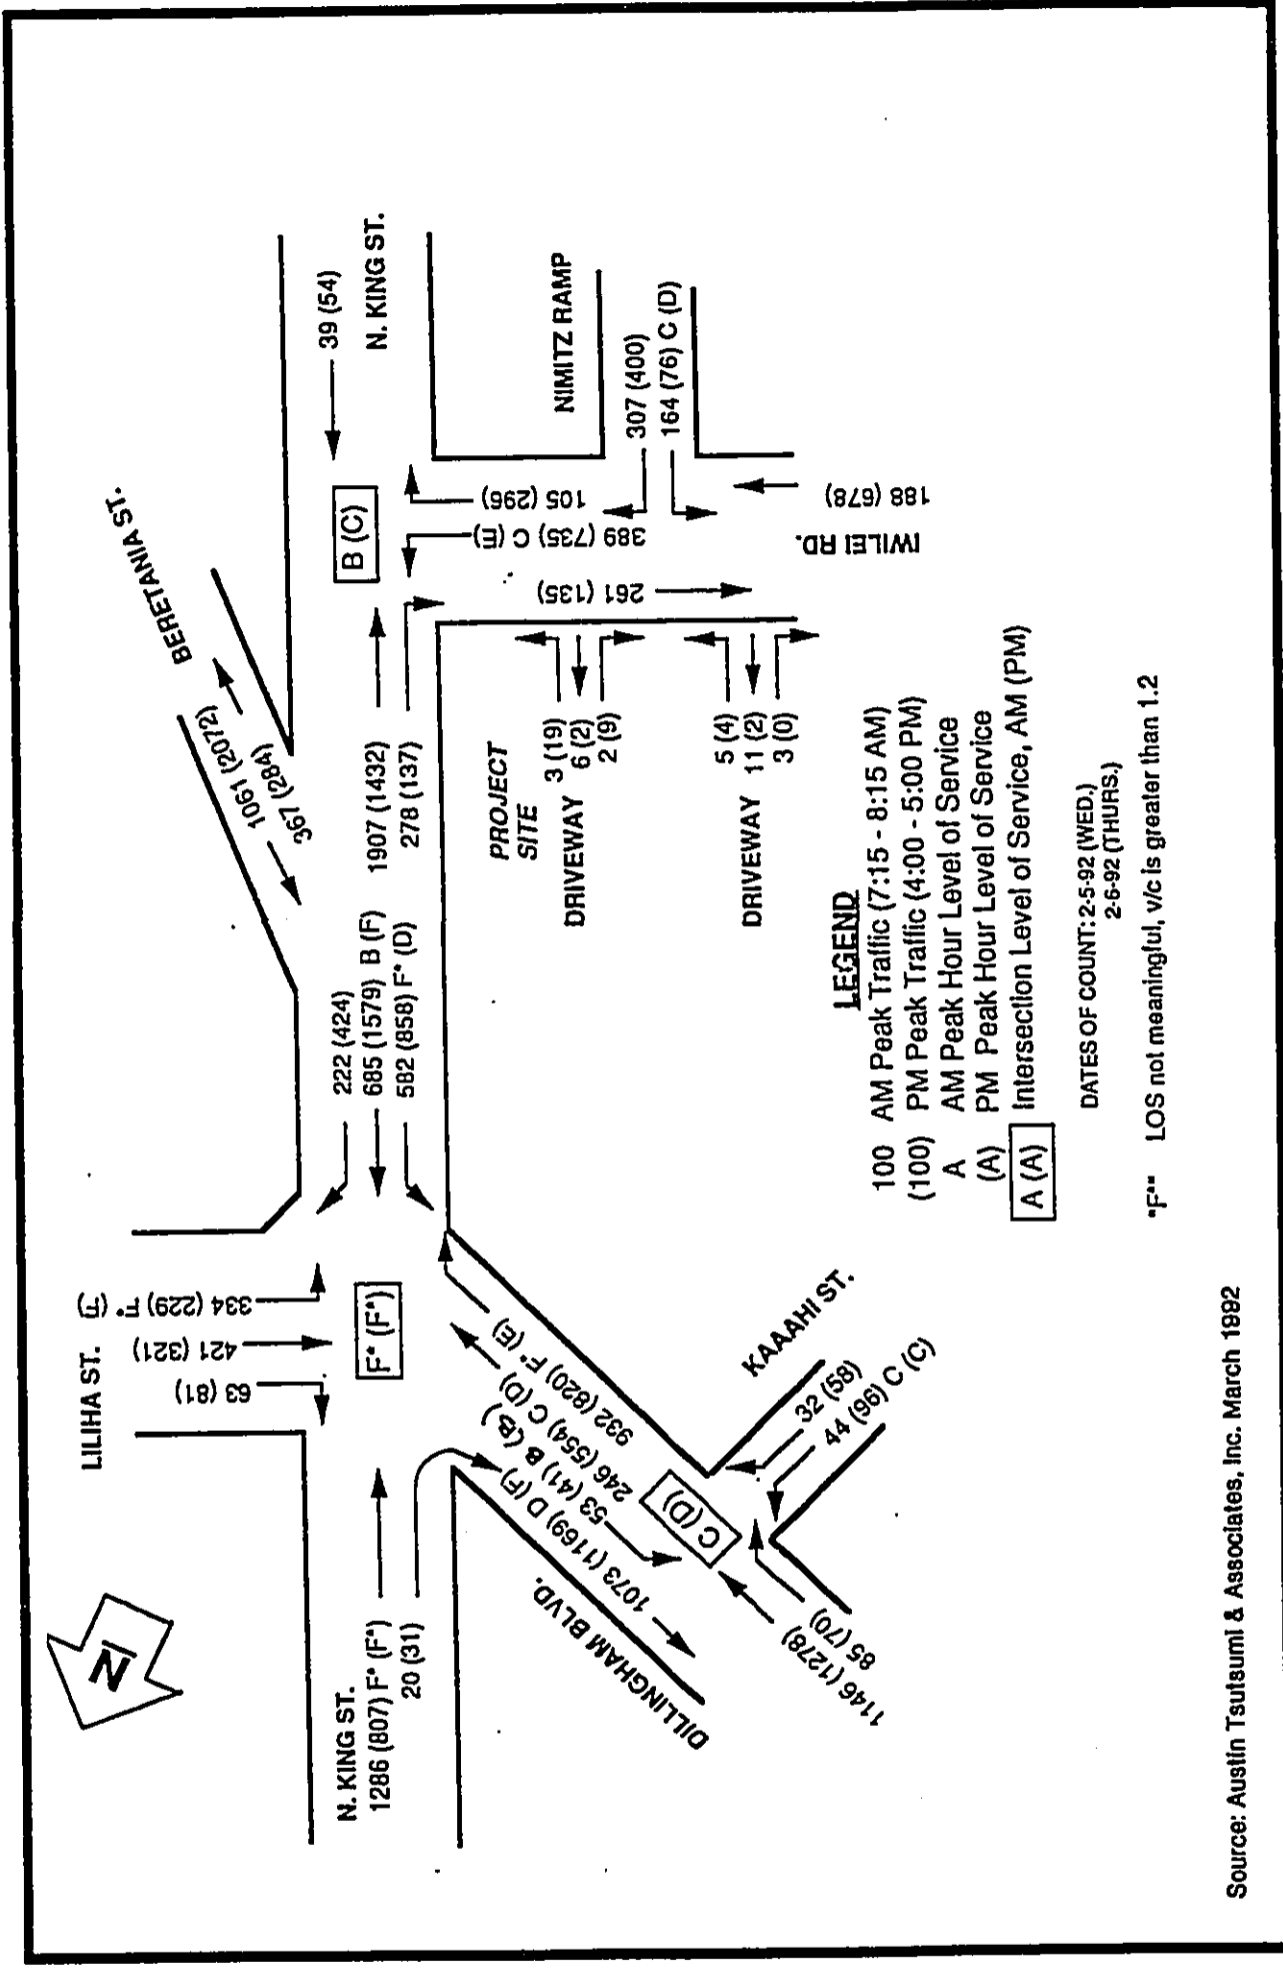 N
LILIHA ST.
63 (81)
421 (321)
334 (229) F* (F)
BERETANIA ST.
1061 (2072)
367 (284)
N. KING ST.
1286 (807) F* (F*)
20 (31)
F* (F*)
222 (424)
685 (1579) B (F)
582 (858) F* (D)
1907 (1432)
278 (137)
B (C)
39 (54)
N. KING ST.
389 (735) C (E)
105 (296)
261 (135)
NIMITZ RAMP
307 (400)
164 (76) C (D)
IWILEI RD.
188 (678)
PROJECT
SITE
DRIVEWAY
3 (19)
6 (2)
2 (9)
DRIVEWAY
5 (4)
11 (2)
3 (0)
DILLINGHAM BLVD.
1073 (1169) D (F)
53 (41) B (B)
246 (554) C (D)
932 (820) F* (E)
C (D)
KAAAHI ST.
32 (58)
44 (96) C (C)
1146 (1278)
85 (70)
LEGEND
100 AM Peak Traffic (7:15 - 8:15 AM)
(100) PM Peak Traffic (4:00 - 5:00 PM)
A AM Peak Hour Level of Service
(A) PM Peak Hour Level of Service
A (A) Intersection Level of Service, AM (PM)
DATES OF COUNT: 2-5-92 (WED.)
2-6-92 (THURS.)
"F*" LOS not meaningful, v/c is greater than 1.2
Source: Austin Tsutsumi & Associates, Inc. March 1992